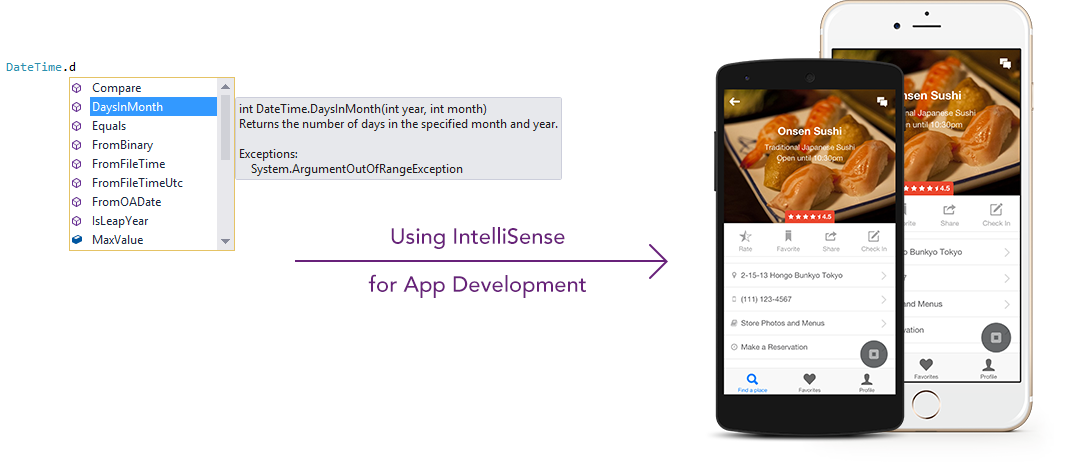 DateTime.d
Compare
DaysInMonth
Equals
FromBinary
FromFileTime
FromFileTimeUtc
FromOADate
IsLeapYear
MaxValue
int DateTime.DaysInMonth(int year, int month)
Returns the number of days in the specified month and year.
Exceptions:
System.ArgumentOutOfRangeException
Using IntelliSense
for App Development
Onsen Sushi
Traditional Japanese Sushi
Open until 10:30pm
4.5
Rate Favorite Share Check In
2-15-13 Hongo Bunkyo Tokyo
(111) 123-4567
Store Photos and Menus
Make a Reservation
Find a place Favorites Profile
Onsen Sushi
Traditional Japanese Sushi
until 10:30pm
4.5
Favorite Share Check In
Bunkyo Tokyo
7
and Menus
Favorites Profile